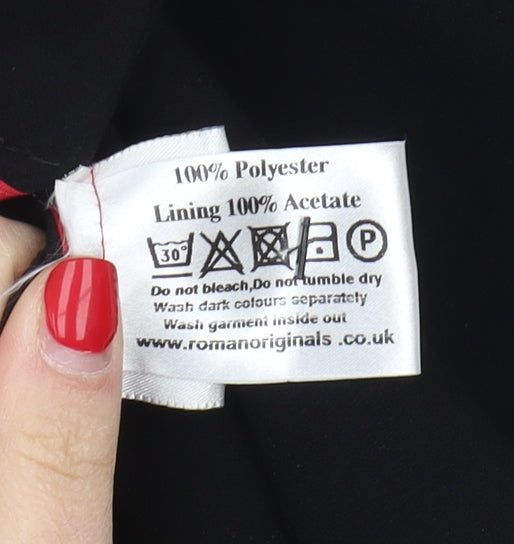 100% Polyester
Lining 100% Acetate
30° P
Do not bleach,Do not tumble dry
Wash dark colours separately
Wash garment inside out
www.romanoriginals .co.uk